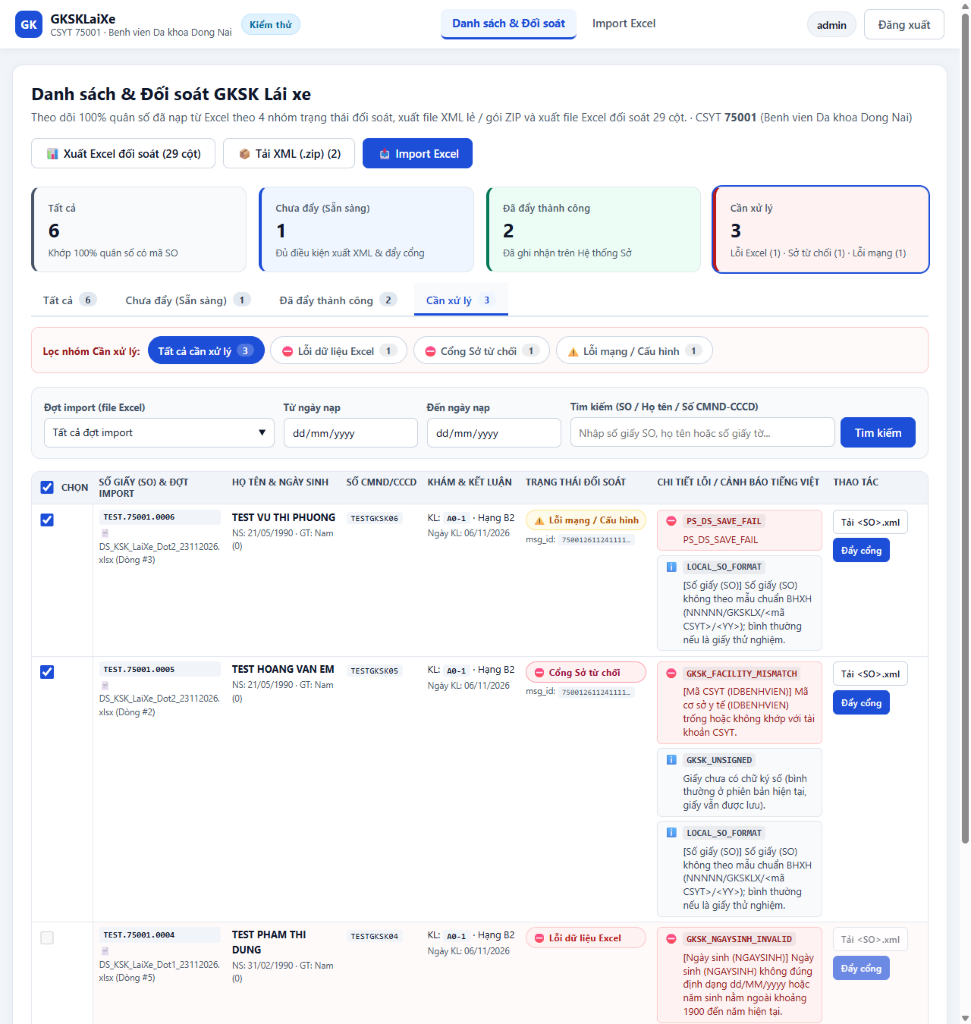 GK
GKSKLaiXe
CSYT 75001 · Benh vien Da khoa Dong Nai
Kiểm thử
Danh sách & Đối soát
Import Excel
admin
Đăng xuất
Danh sách & Đối soát GKSK Lái xe
Theo dõi 100% quân số đã nạp từ Excel theo 4 nhóm trạng thái đối soát, xuất file XML lẻ / gói ZIP và xuất file Excel đối soát 29 cột. · CSYT 75001 (Benh vien Da khoa Dong Nai)
Xuất Excel đối soát (29 cột)
Tải XML (.zip) (2)
Import Excel
Tất cả
6
Khớp 100% quân số có mã SO
Chưa đẩy (Sẵn sàng)
1
Đủ điều kiện xuất XML & đẩy cổng
Đã đẩy thành công
2
Đã ghi nhận trên Hệ thống Sở
Cần xử lý
3
Lỗi Excel (1) · Sở từ chối (1) · Lỗi mạng (1)
Tất cả 6
Chưa đẩy (Sẵn sàng) 1
Đã đẩy thành công 2
Cần xử lý 3
Lọc nhóm Cần xử lý:
Tất cả cần xử lý 3
Lỗi dữ liệu Excel 1
Cổng Sở từ chối 1
Lỗi mạng / Cấu hình 1
Đợt import (file Excel)
Tất cả đợt import
Từ ngày nạp
dd/mm/yyyy
Đến ngày nạp
dd/mm/yyyy
Tìm kiếm (SO / Họ tên / Số CMND-CCCD)
Nhập số giấy SO, họ tên hoặc số giấy tờ...
Tìm kiếm
CHỌN
SỐ GIẤY (SO) & ĐỢT
IMPORT
HỌ TÊN & NGÀY SINH
SỐ CMND/CCCD
KHÁM & KẾT LUẬN
TRẠNG THÁI ĐỐI SOÁT
CHI TIẾT LỖI / CẢNH BÁO TIẾNG VIỆT
THAO TÁC
TEST.75001.0006
DS_KSK_LaiXe_Dot2_23112026.
xlsx (Dòng #3)
TEST VU THI PHUONG
NS: 21/05/1990 · GT: Nam
(0)
TESTGKSK06
KL: A0-1 · Hạng B2
Ngày KL: 06/11/2026
Lỗi mạng / Cấu hình
msg_id: 750012611241111…
PS_DS_SAVE_FAIL
PS_DS_SAVE_FAIL
LOCAL_SO_FORMAT
[Số giấy (SO)] Số giấy (SO)
không theo mẫu chuẩn BHXH
(NNNNN/GKSKLX/<mã
CSYT>/<YY>); bình thường
nếu là giấy thử nghiệm.
Tải <SO>.xml
Đẩy cổng
TEST.75001.0005
DS_KSK_LaiXe_Dot2_23112026.
xlsx (Dòng #2)
TEST HOANG VAN EM
NS: 21/05/1990 · GT: Nam
(0)
TESTGKSK05
KL: A0-1 · Hạng B2
Ngày KL: 06/11/2026
Cổng Sở từ chối
msg_id: 750012611241111…
GKSK_FACILITY_MISMATCH
[Mã CSYT (IDBENHVIEN)] Mã
cơ sở y tế (IDBENHVIEN)
trống hoặc không khớp với tài
khoản CSYT.
GKSK_UNSIGNED
Giấy chưa có chữ ký số (bình
thường ở phiên bản hiện tại,
giấy vẫn được lưu).
LOCAL_SO_FORMAT
[Số giấy (SO)] Số giấy (SO)
không theo mẫu chuẩn BHXH
(NNNNN/GKSKLX/<mã
CSYT>/<YY>); bình thường
nếu là giấy thử nghiệm.
Tải <SO>.xml
Đẩy cổng
TEST.75001.0004
DS_KSK_LaiXe_Dot1_23112026.
xlsx (Dòng #5)
TEST PHAM THI
DUNG
NS: 31/02/1990 · GT: Nam
(0)
TESTGKSK04
KL: A0-1 · Hạng B2
Ngày KL: 06/11/2026
Lỗi dữ liệu Excel
GKSK_NGAYSINH_INVALID
[Ngày sinh (NGAYSINH)] Ngày
sinh (NGAYSINH) không đúng
định dạng dd/MM/yyyy hoặc
năm sinh nằm ngoài khoảng
1900 đến năm hiện tại.
Tải <SO>.xml
Đẩy cổng